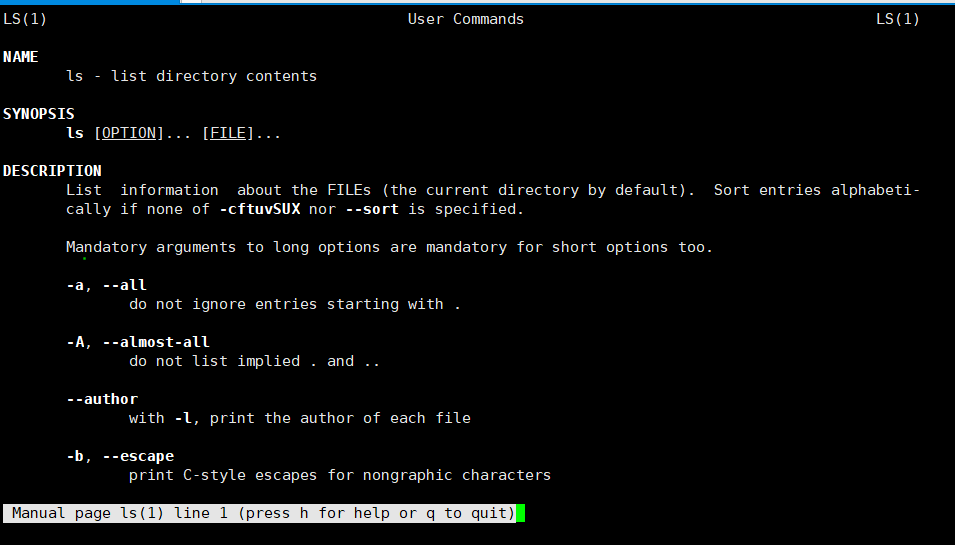 LS(1) User Commands LS(1)
NAME
ls - list directory contents
SYNOPSIS
ls [OPTION]... [FILE]...
DESCRIPTION
List  information  about the FILEs (the current directory by default).  Sort entries alphabeti-
cally if none of -cftuvSUX nor --sort is specified.
Mandatory arguments to long options are mandatory for short options too.
-a, --all
do not ignore entries starting with .
-A, --almost-all
do not list implied . and ..
--author
with -l, print the author of each file
-b, --escape
print C-style escapes for nongraphic characters
Manual page ls(1) line 1 (press h for help or q to quit)